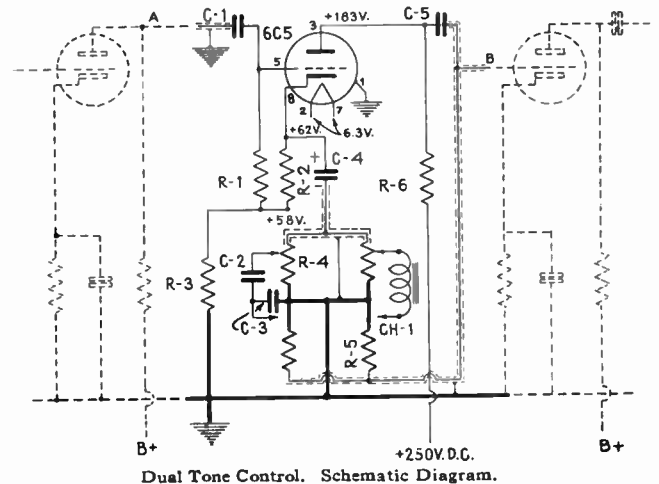 A
C-1
6C5
3
+183V.
C-5
5
8
1
B
2
7
6.3V.
+62V.
+
C-4
R-1
R-2
R-6
+58V.
R-3
C-2
R-4
C-3
CH-1
R-5
B+
+250V.D.C.
B+
Dual Tone Control. Schematic Diagram.